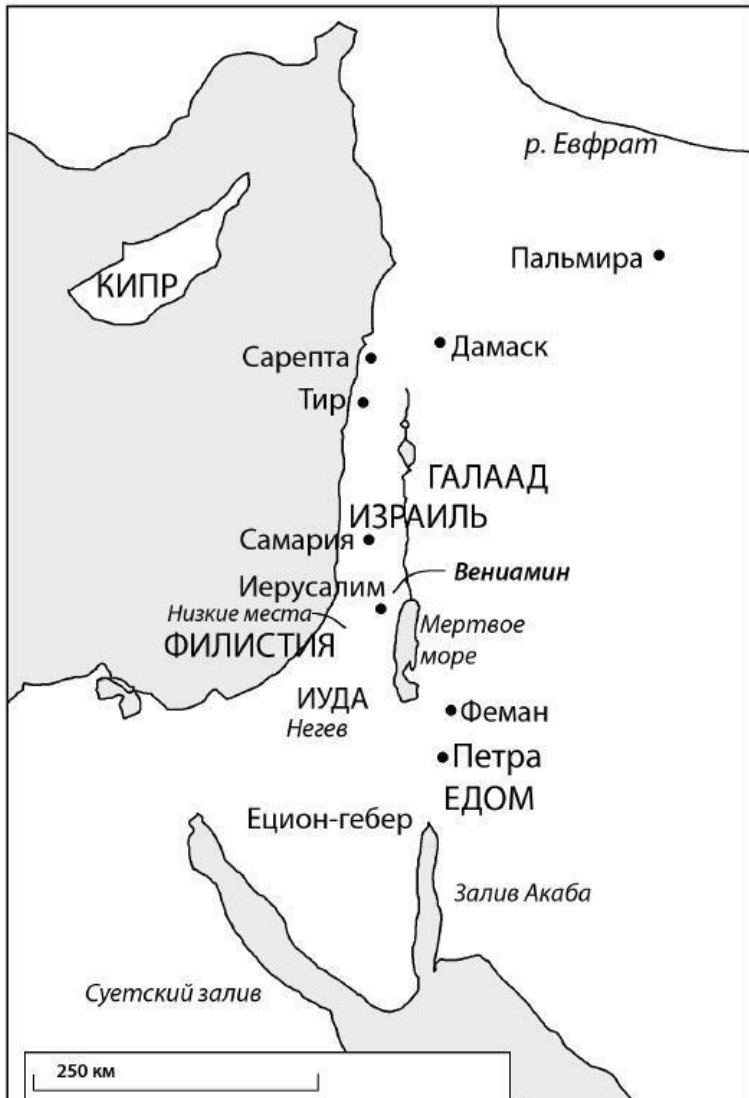 р. Евфрат
Пальмира
КИПР
Дамаск
Сарепта
Тир
ГАЛААД
ИЗРАИЛЬ
Самария
Вениамин
Иерусалим
Низкие места
ФИЛИСТИЯ
Мертвое
море
ИУДА
Негев
Феман
Петра
ЕДОМ
Ецион-гебер
Залив Акаба
Суетский залив
250 км